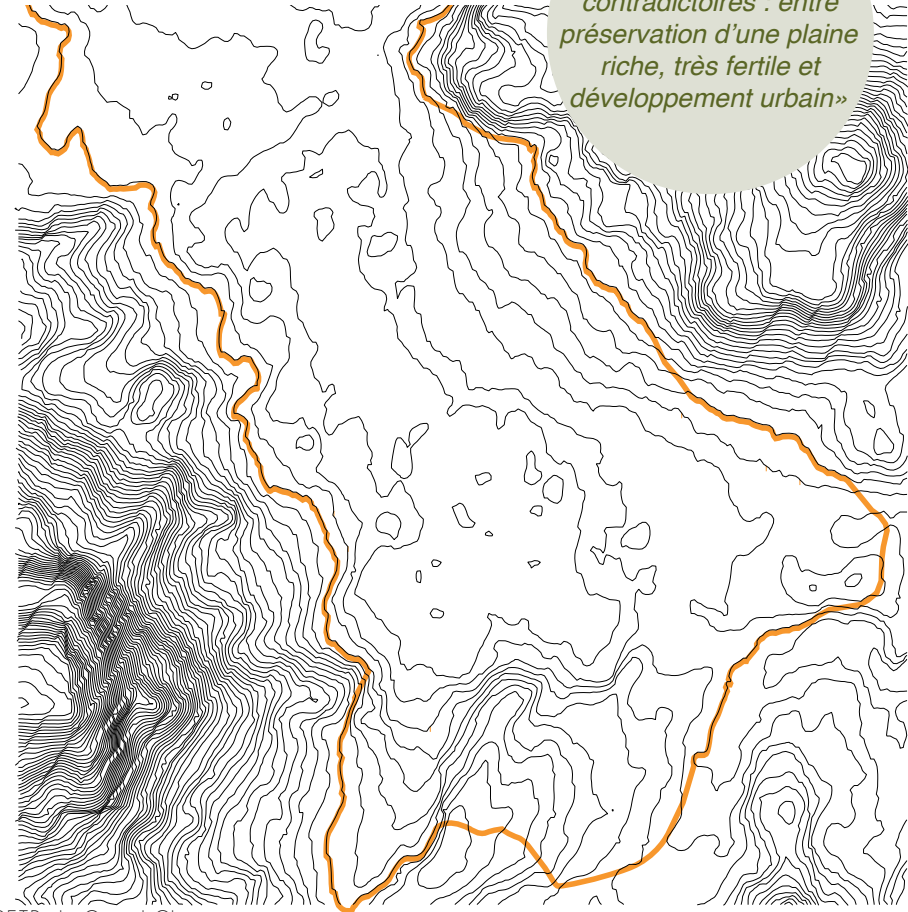 contradictoires : entre
préservation d’une plaine
riche, très fertile et
développement urbain»